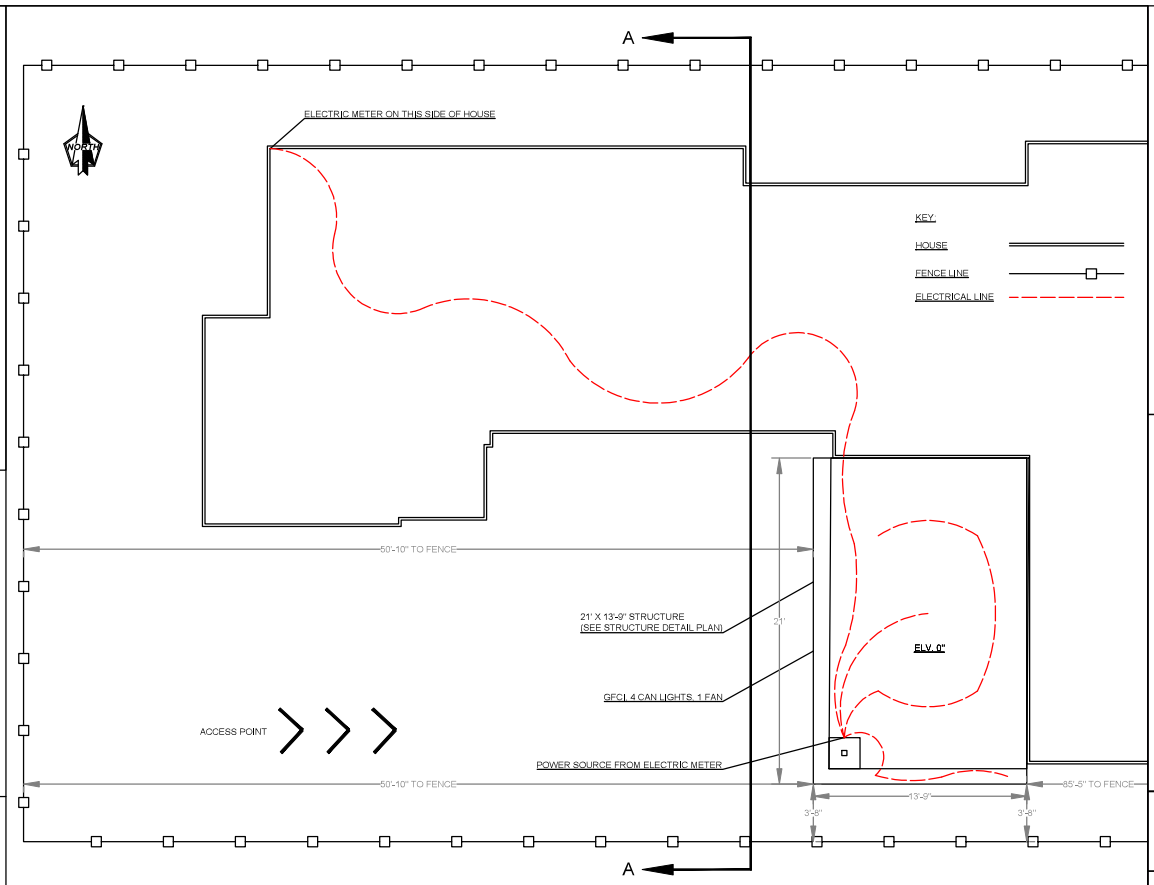 A
ELECTRIC METER ON THIS SIDE OF HOUSE
NORTH
KEY:
HOUSE
FENCE LINE
ELECTRICAL LINE
50'-10" TO FENCE
21' X 13'-9" STRUCTURE
(SEE STRUCTURE DETAIL PLAN)
21'
ELV. 0"
GFCI, 4 CAN LIGHTS, 1 FAN
ACCESS POINT
POWER SOURCE FROM ELECTRIC METER
50'-10" TO FENCE
85'-5" TO FENCE
13'-9"
3'-8"
3'-8"
A